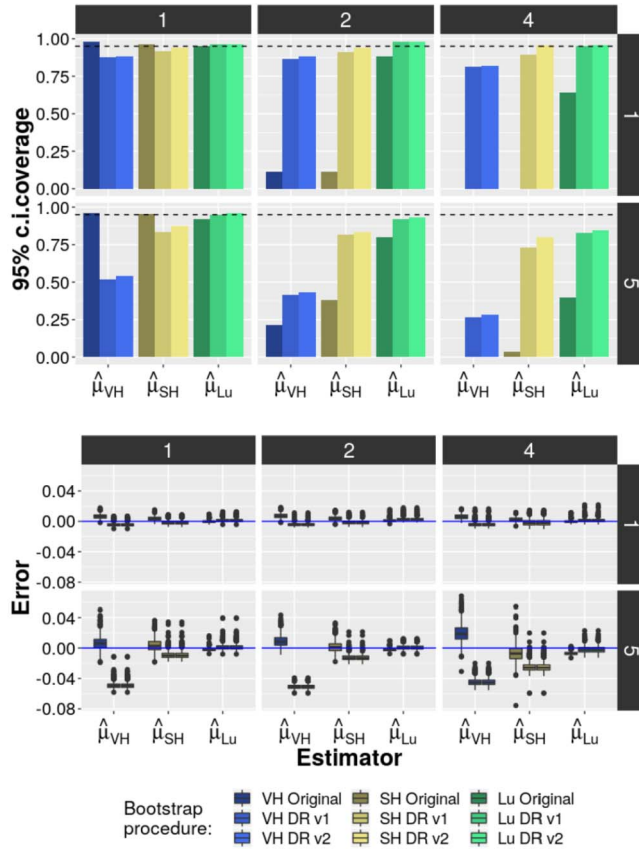 1 2 4
1.00
0.75
0.50
0.25
0.00
1
1.00
0.75
0.50
0.25
0.00
5
95% c.i.coverage
μ̂VH μ̂SH μ̂Lu μ̂VH μ̂SH μ̂Lu μ̂VH μ̂SH μ̂Lu
1 2 4
0.04
0.00
-0.04
-0.08
1
0.04
0.00
-0.04
-0.08
5
Error
μ̂VH μ̂SH μ̂Lu μ̂VH μ̂SH μ̂Lu μ̂VH μ̂SH μ̂Lu
Estimator
Bootstrap
procedure:
VH Original SH Original Lu Original
VH DR v1 SH DR v1 Lu DR v1
VH DR v2 SH DR v2 Lu DR v2